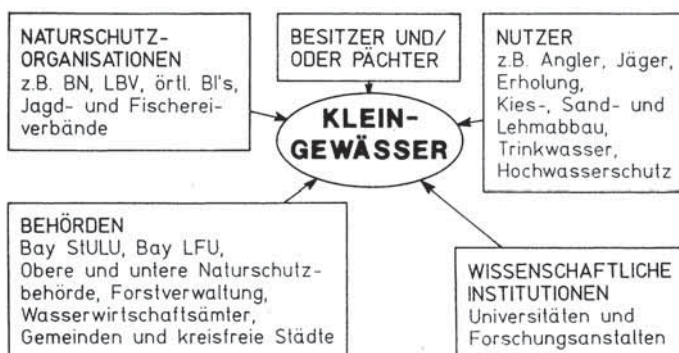 NATURSCHUTZ-
ORGANISATIONEN
z.B. BN, LBV, örtl. BI's,
Jagd- und Fischerei-
verbände
BESITZER UND/
ODER PÄCHTER
NUTZER
z.B. Angler, Jäger,
Erholung,
Kies-, Sand- und
Lehmabbau,
Trinkwasser,
Hochwasserschutz
KLEIN-
GEWÄSSER
BEHÖRDEN
Bay StULU, Bay LFU,
Obere und untere Naturschutz-
behörde, Forstverwaltung,
Wasserwirtschaftsämter,
Gemeinden und kreisfreie Städte
WISSENSCHAFTLICHE
INSTITUTIONEN
Universitäten und
Forschungsanstalten